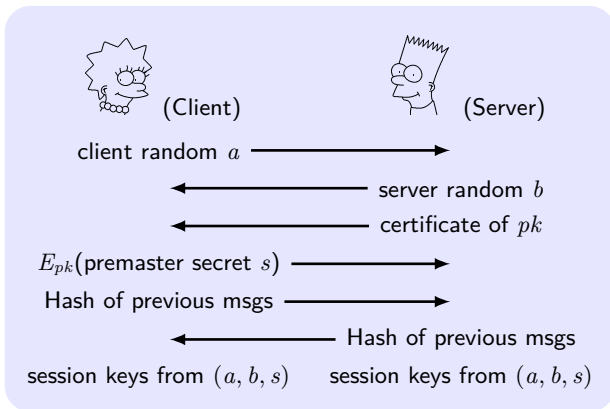 (Client) (Server)
client random a
server random b
certificate of pk
E_pk(premaster secret s)
Hash of previous msgs
Hash of previous msgs
session keys from (a, b, s) session keys from (a, b, s)